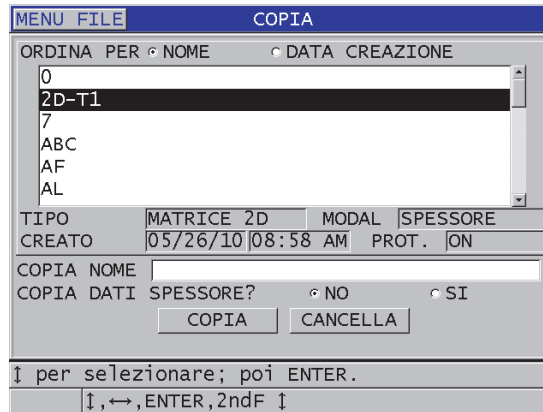 MENU FILE COPIA
ORDINA PER NOME DATA CREAZIONE
0
2D-T1
7
ABC
AF
AL
TIPO MATRICE 2D MODAL SPESSORE
CREATO 05/26/10 08:58 AM PROT. ON
COPIA NOME
COPIA DATI SPESSORE? NO SI
COPIA CANCELLA
↕ per selezionare; poi ENTER.
↕,↔,ENTER,2ndF ↕